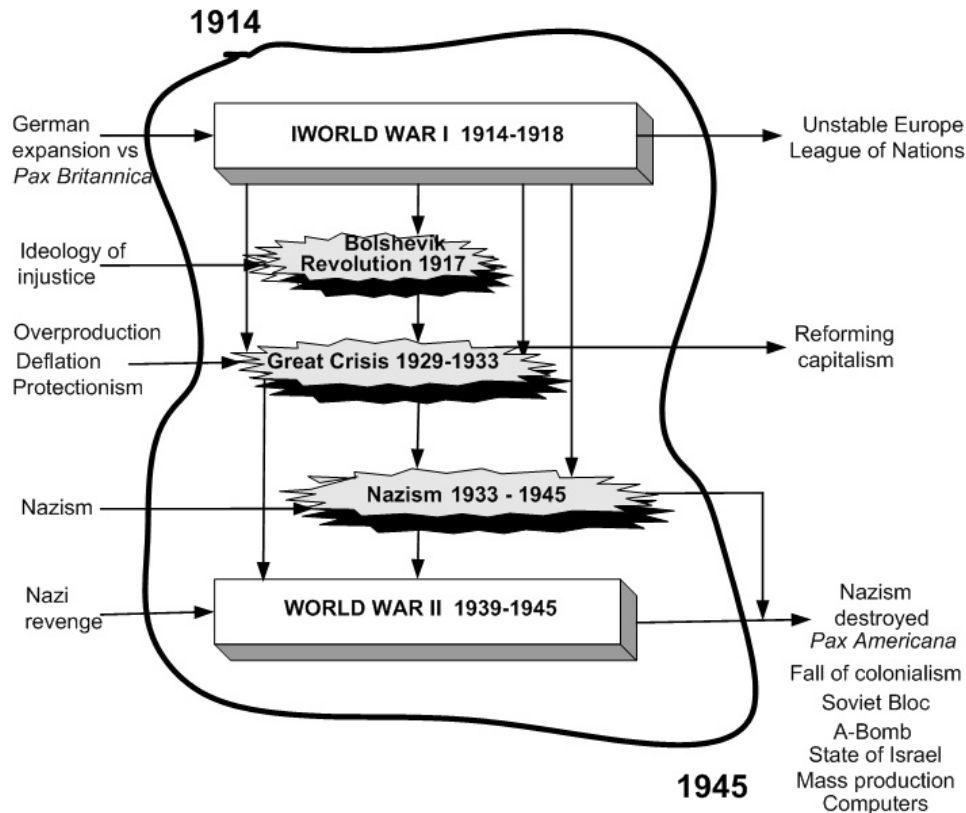 1914
German
expansion vs
Pax Britannica
IWORLD WAR I 1914-1918
Unstable Europe
League of Nations
Ideology of
injustice
Bolshevik
Revolution 1917
Overproduction
Deflation
Protectionism
Great Crisis 1929-1933
Reforming
capitalism
Nazism
Nazism 1933 - 1945
Nazi
revenge
WORLD WAR II 1939-1945
Nazism
destroyed
Pax Americana
Fall of colonialism
Soviet Bloc
A-Bomb
State of Israel
Mass production
Computers
1945